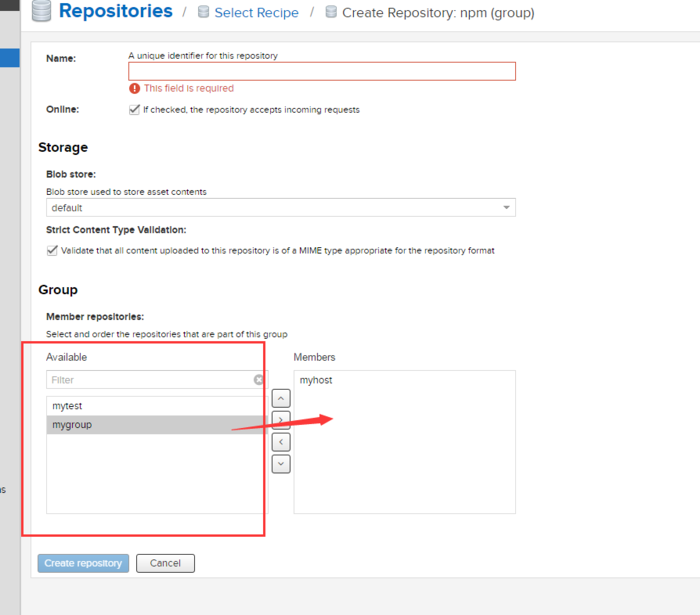 Repositories / Select Recipe / Create Repository: npm (group)
Name: A unique identifier for this repository
This field is required
Online: If checked, the repository accepts incoming requests
Storage
Blob store:
Blob store used to store asset contents
default
Strict Content Type Validation:
Validate that all content uploaded to this repository is of a MIME type appropriate for the repository format
Group
Member repositories:
Select and order the repositories that are part of this group
Available Members
Filter myhost
mytest
mygroup
Create repository Cancel